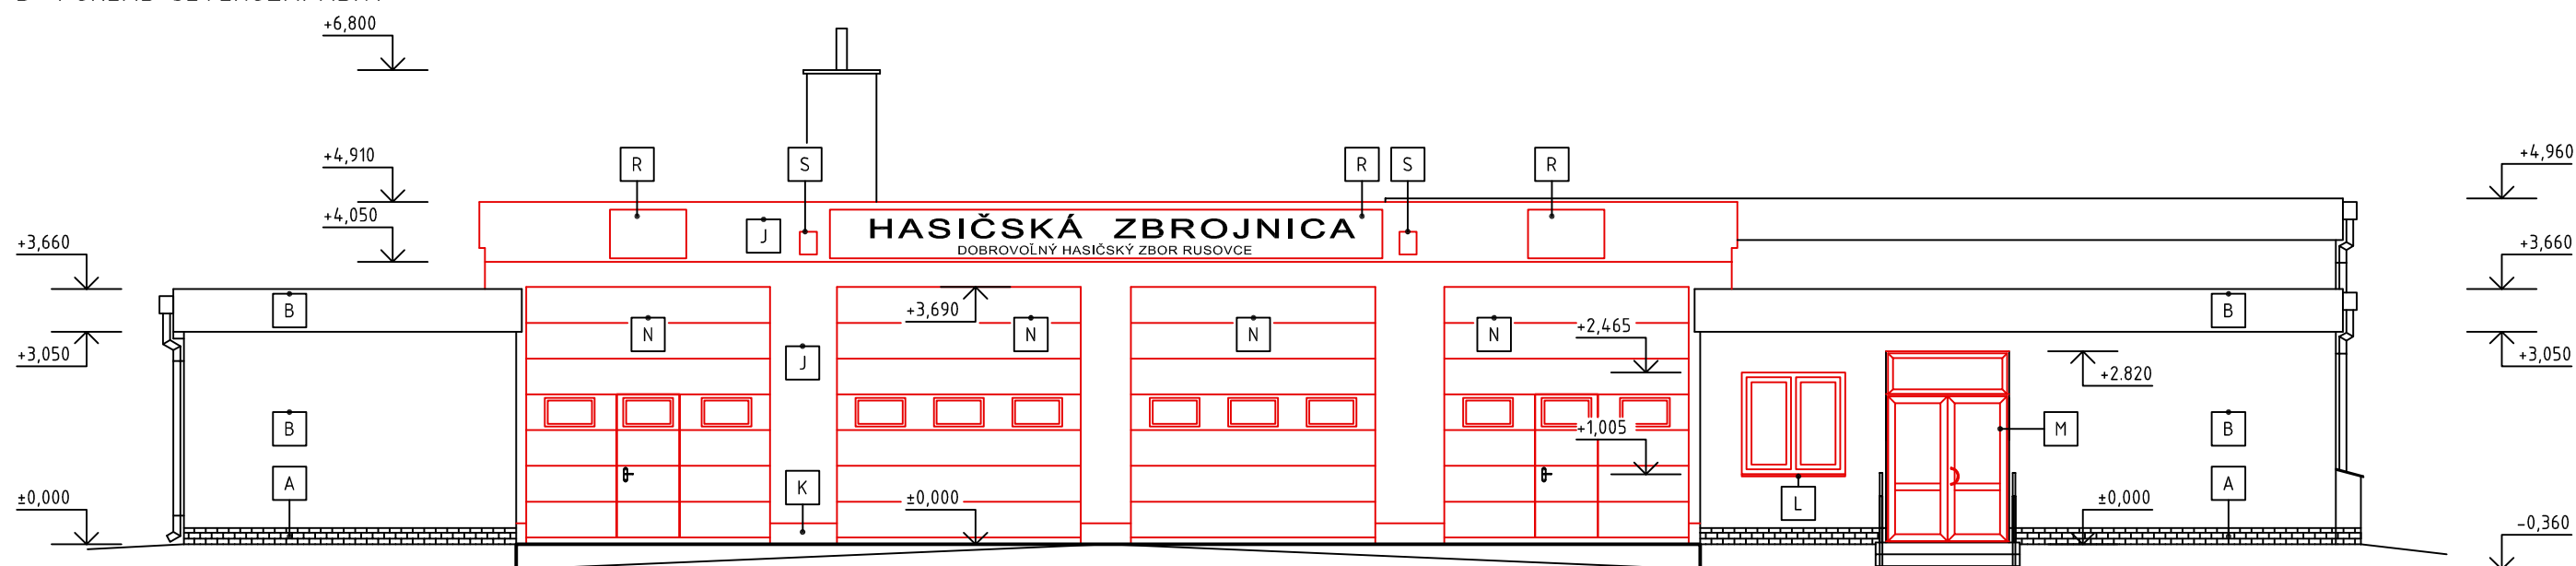 +6,800
+4,910
R
S
R
S
R
+4,960
+4,050
J
HASIČSKÁ ZBROJNICA
DOBROVOĽNÝ HASIČSKÝ ZBOR RUSOVCE
+3,660
+3,660
B
+3,690
B
N
N
N
N
+2,465
+3,050
J
+3,050
+2.820
B
+1,005
M
B
A
K
L
A
±0,000
±0,000
±0,000
-0,360